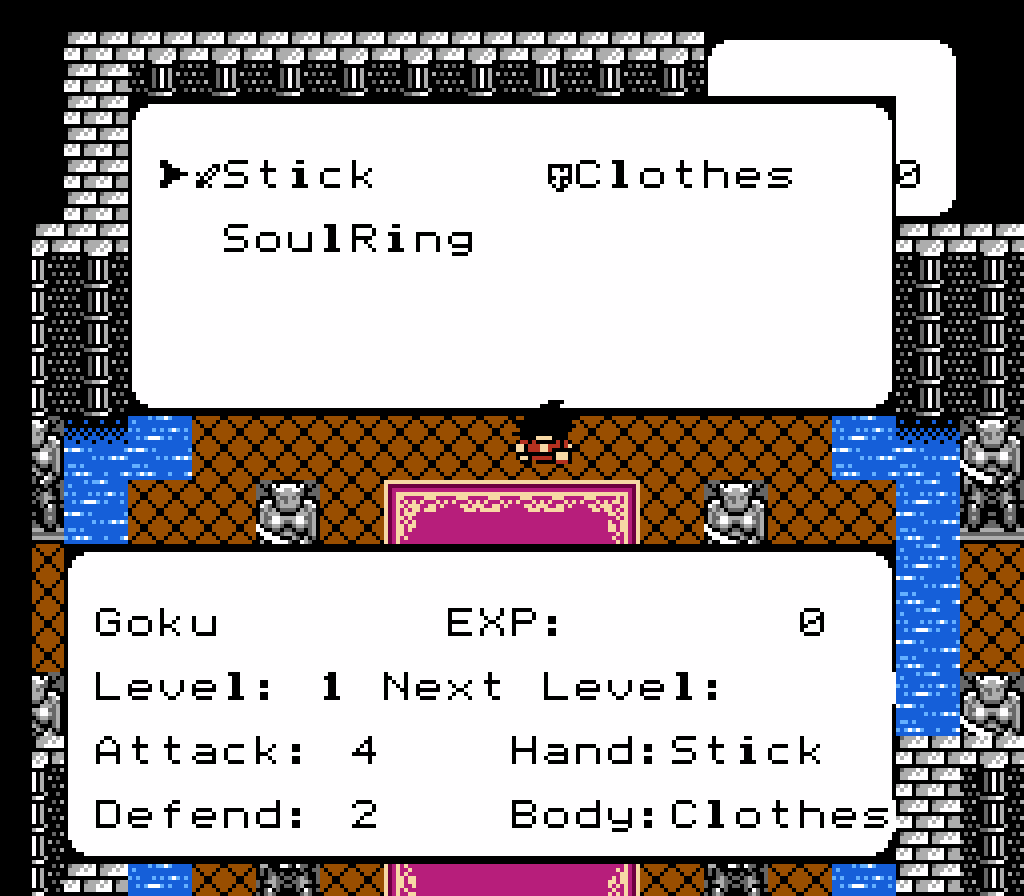 Stick Clothes
0
SoulRing
Goku EXP: 0
Level: 1 Next Level:
Attack: 4 Hand:Stick
Defend: 2 Body:Clothes